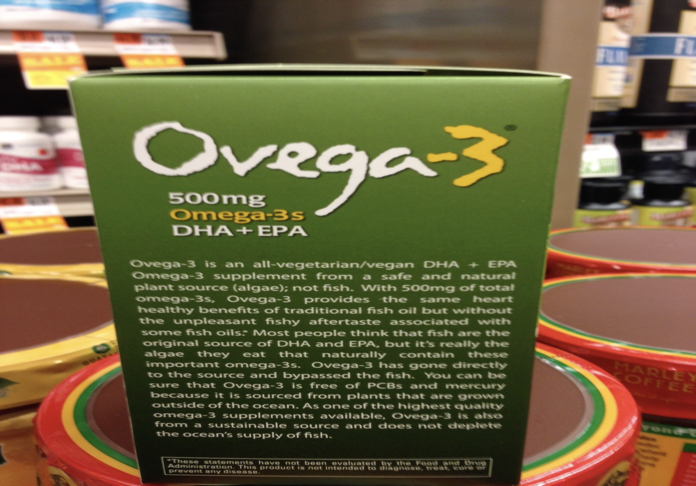 Ovega-3
500mg
Omega-3s
DHA + EPA
Ovega-3 is an all-vegetarian/vegan DHA + EPA
Omega-3 supplement from a safe and natural
plant source (algae); not fish. With 500mg of total
omega-3s, Ovega-3 provides the same heart
healthy benefits of traditional fish oil but without
the unpleasant fishy aftertaste associated with
some fish oils.* Most people think that fish are the
original source of DHA and EPA, but it's really the
algae they eat that naturally contain these
important omega-3s. Ovega-3 has gone directly
to the source and bypassed the fish. You can be
sure that Ovega-3 is free of PCBs and mercury
because it is sourced from plants that are grown
outside of the ocean. As one of the highest quality
omega-3 supplements available, Ovega-3 is also
from a sustainable source and does not deplete
the ocean's supply of fish.
*These statements have not been evaluated by the Food and Drug
Administration. This product is not intended to diagnose, treat, cure or
prevent any disease.
DHA
MARLEY
COFFEE